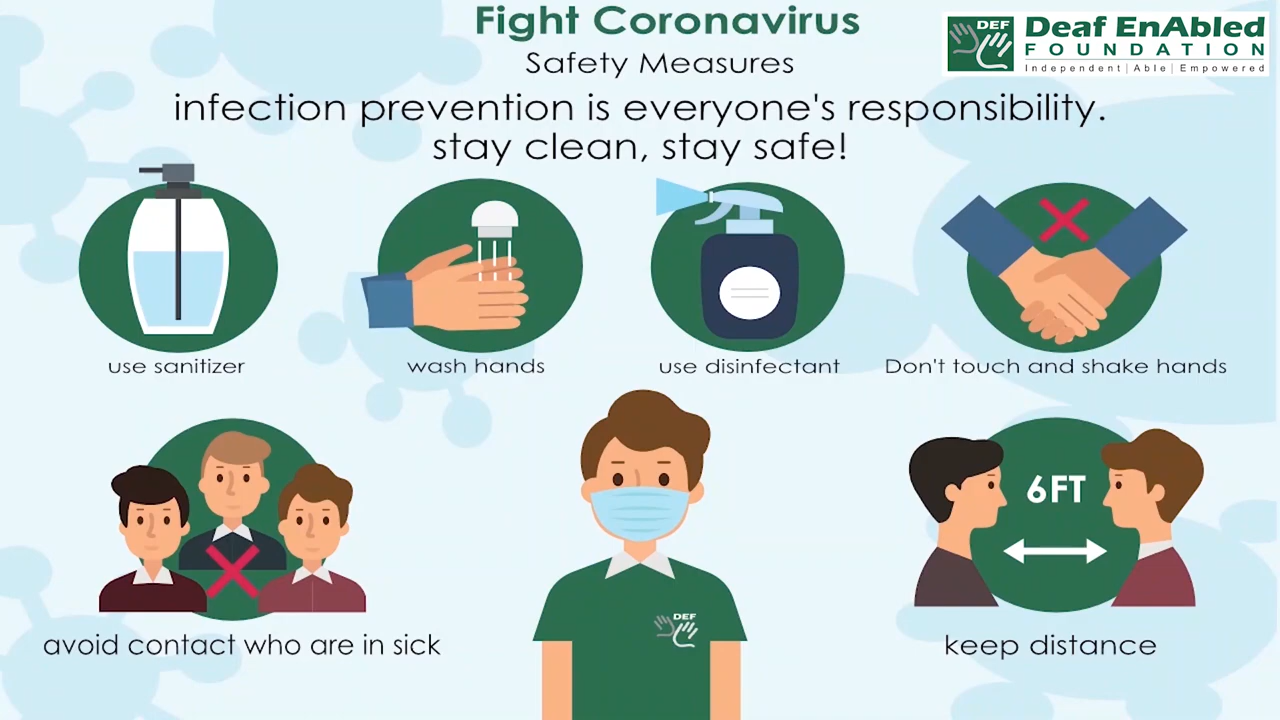 Fight Coronavirus
Safety Measures
DEF
Deaf EnAbled
FOUNDATION
Independent | Able | Empowered
infection prevention is everyone's responsibility.
stay clean, stay safe!
use sanitizer
wash hands
use disinfectant
Don't touch and shake hands
6FT
DEF
avoid contact who are in sick
keep distance